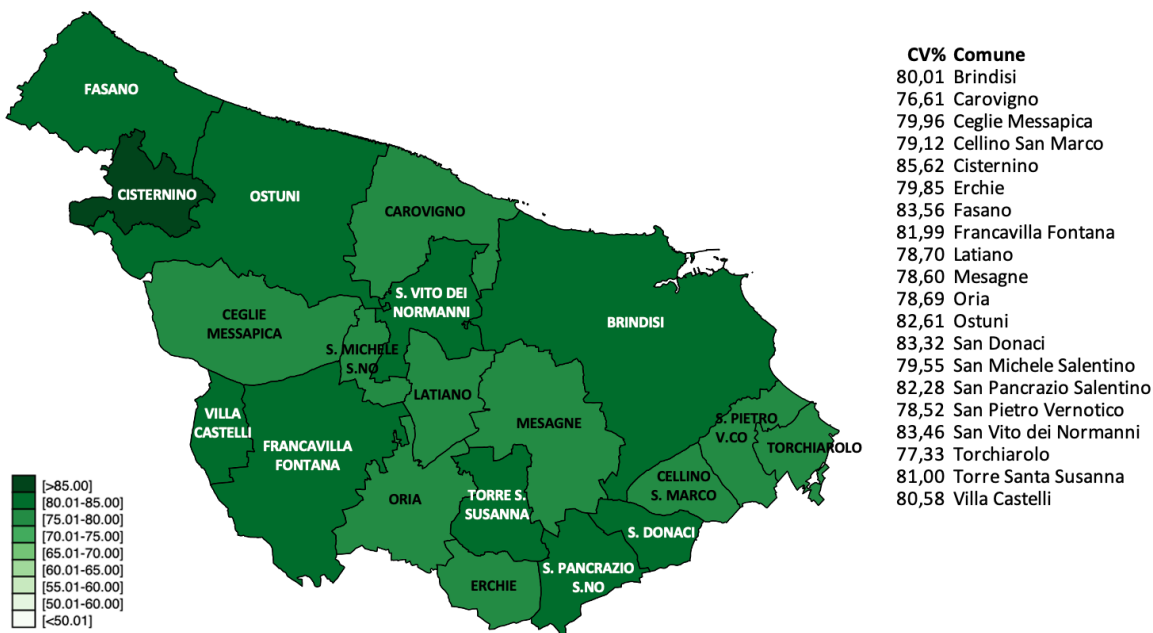 FASANO
CISTERNINO
OSTUNI
CAROVIGNO
S. VITO DEI
NORMANNI
BRINDISI
CEGLIE
MESSAPICA
S. MICHELE
S.NO
LATIANO
MESAGNE
VILLA
CASTELLI
FRANCAVILLA
FONTANA
S. PIETRO
V.CO
TORCHIAROLO
CELLINO
S. MARCO
ORIA
TORRE S.
SUSANNA
S. DONACI
S. PANCRAZIO
S.NO
ERCHIE
[>85.00]
[80.01-85.00]
[75.01-80.00]
[70.01-75.00]
[65.01-70.00]
[60.01-65.00]
[55.01-60.00]
[50.01-60.00]
[<50.01]
CV% Comune
80,01 Brindisi
76,61 Carovigno
79,96 Ceglie Messapica
79,12 Cellino San Marco
85,62 Cisternino
79,85 Erchie
83,56 Fasano
81,99 Francavilla Fontana
78,70 Latiano
78,60 Mesagne
78,69 Oria
82,61 Ostuni
83,32 San Donaci
79,55 San Michele Salentino
82,28 San Pancrazio Salentino
78,52 San Pietro Vernotico
83,46 San Vito dei Normanni
77,33 Torchiarolo
81,00 Torre Santa Susanna
80,58 Villa Castelli